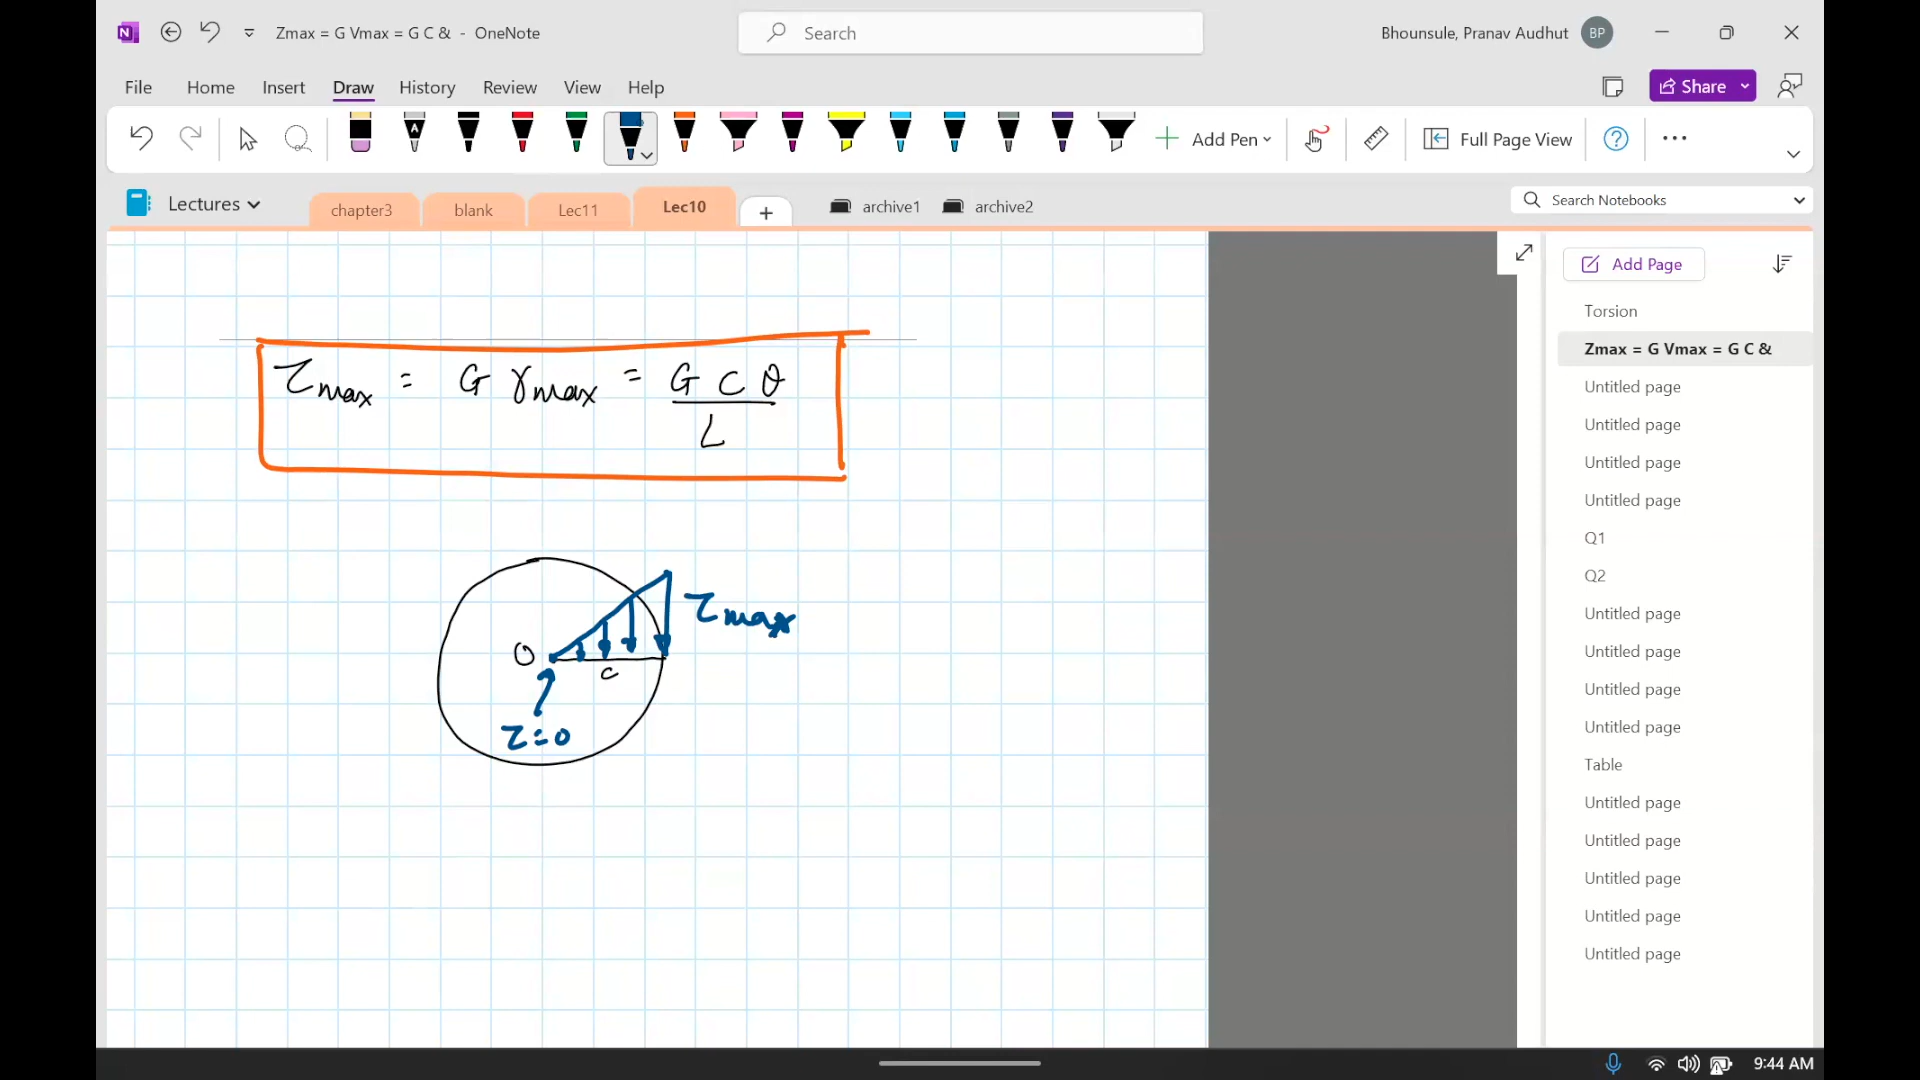 Zmax = G Vmax = G C & - OneNote
Search
Bhounsule, Pranav Audhut
BP
File Home Insert Draw History Review View Help
Share
A
Add Pen
Full Page View
Lectures
chapter3
blank
Lec11
Lec10
archive1
archive2
Search Notebooks
Add Page
Torsion
Zmax = G Vmax = G C &
Untitled page
Untitled page
Untitled page
Untitled page
Q1
Q2
Untitled page
Untitled page
Untitled page
Untitled page
Table
Untitled page
Untitled page
Untitled page
Untitled page
Untitled page
τmax = G γmax = G c θ
L
τmax
O
c
τ=0
9:44 AM